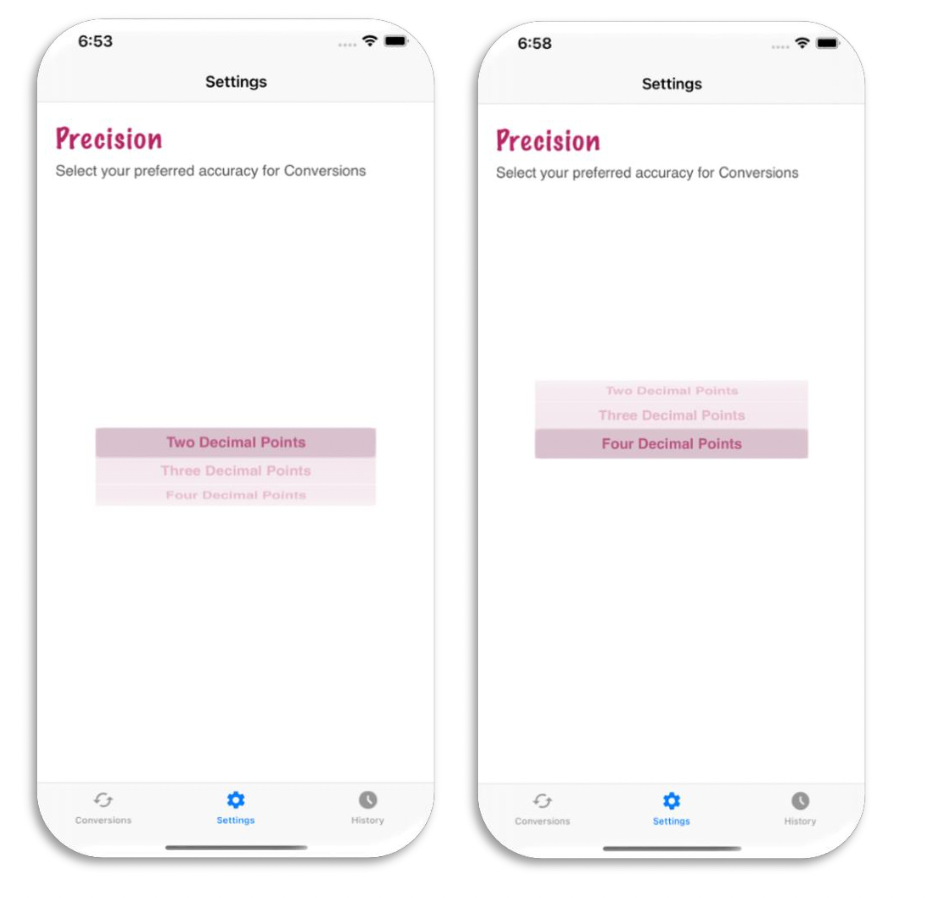 6:53
Settings
Precision
Select your preferred accuracy for Conversions
Two Decimal Points
Three Decimal Points
Four Decimal Points
Conversions
Settings
History
6:58
Settings
Precision
Select your preferred accuracy for Conversions
Two Decimal Points
Three Decimal Points
Four Decimal Points
Conversions
Settings
History